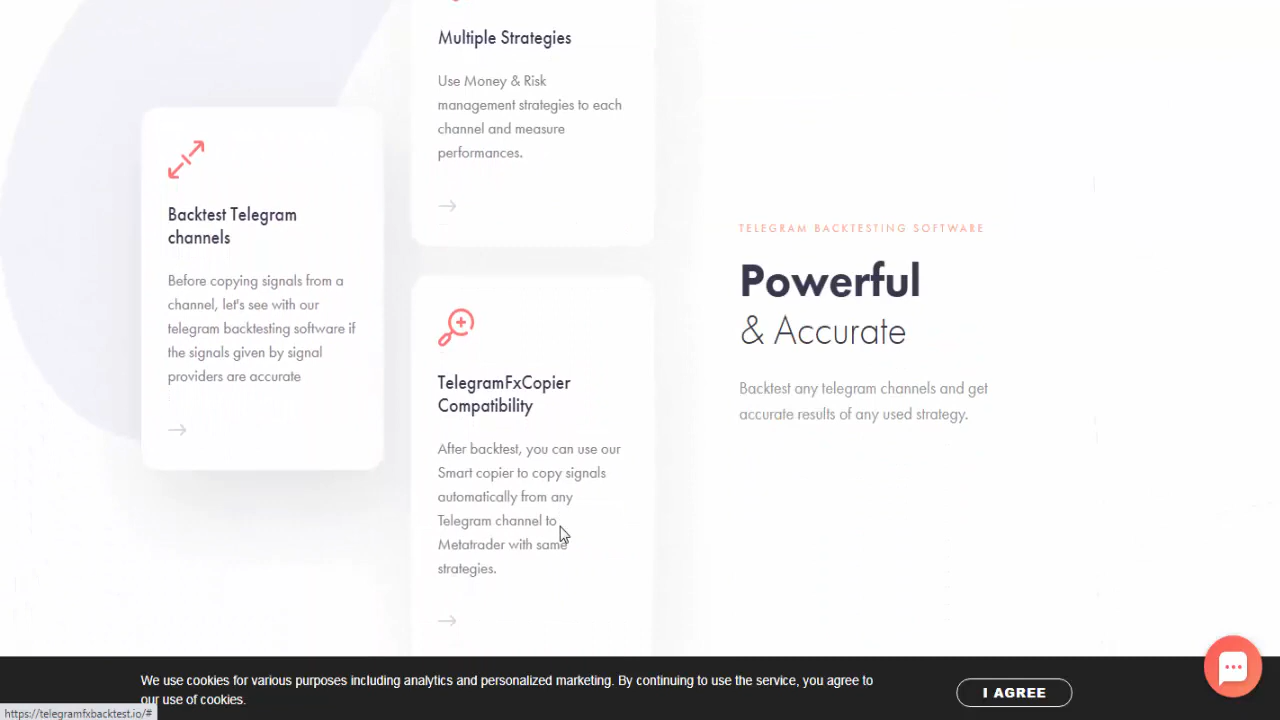 Multiple Strategies
Use Money & Risk
management strategies to each
channel and measure
performances.
Backtest Telegram
channels
Before copying signals from a
channel, let's see with our
telegram backtesting software if
the signals given by signal
providers are accurate
TelegramFxCopier
Compatibility
After backtest, you can use our
Smart copier to copy signals
automatically from any
Telegram channel to
Metatrader with same
strategies.
TELEGRAM BACKTESTING SOFTWARE
Powerful
& Accurate
Backtest any telegram channels and get
accurate results of any used strategy.
We use cookies for various purposes including analytics and personalized marketing. By continuing to use the service, you agree to
our use of cookies.
I AGREE
https://telegramfxbacktest.io/#